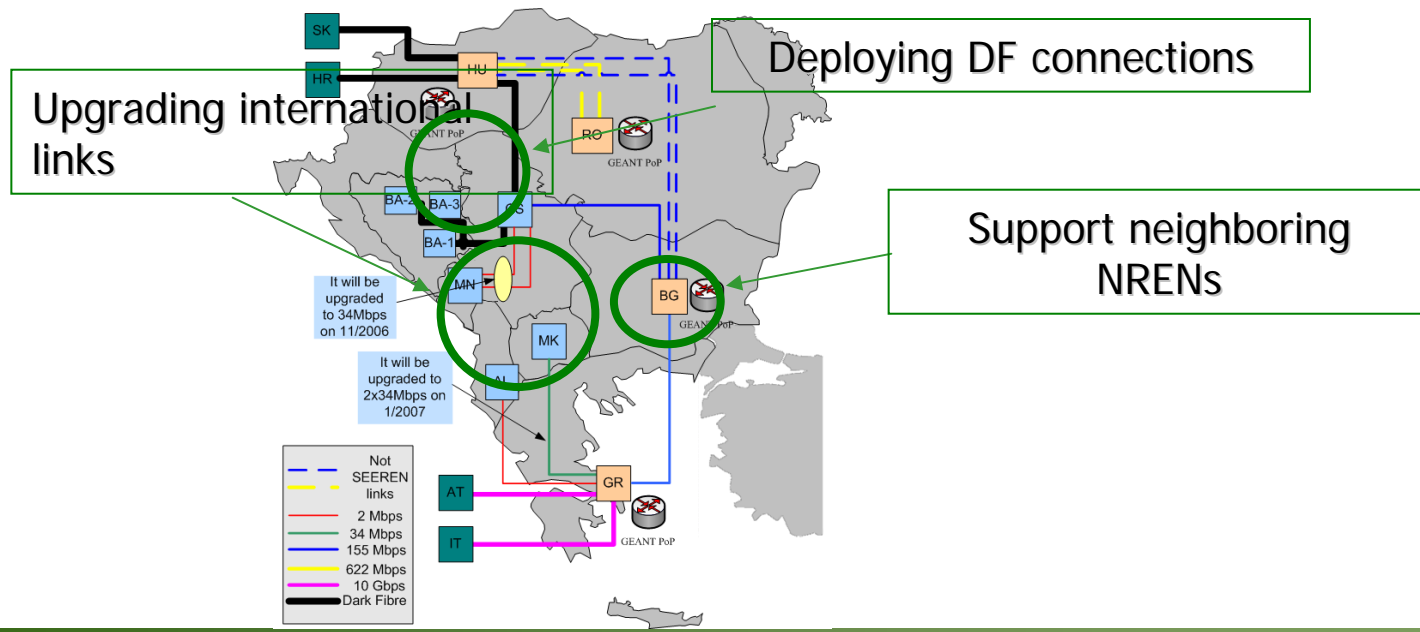 SK
HR
HU
Deploying DF connections
Upgrading international
links
GEANT PoP
RO
GEANT PoP
BA-2
BA-3
CS
BA-1
Support neighboring
NRENs
MN
BG
GEANT PoP
It will be
upgraded
to 34Mbps
on 11/2006
MK
It will be
upgraded to
2x34Mbps on
1/2007
AL
Not
SEEREN
links
2 Mbps
34 Mbps
155 Mbps
622 Mbps
10 Gbps
Dark Fibre
AT
GR
IT
GEANT PoP